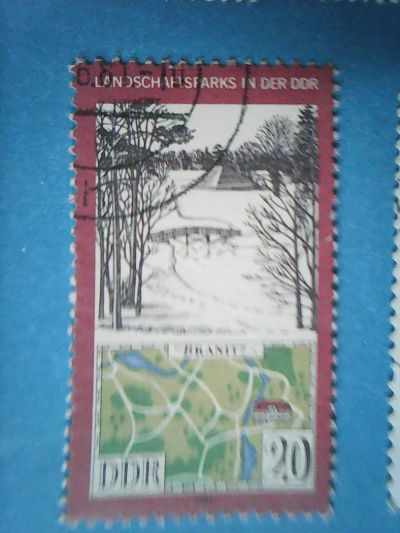 LANDSCHAFTSPARKS IN DER DDR
BRANITZ
DDR 20